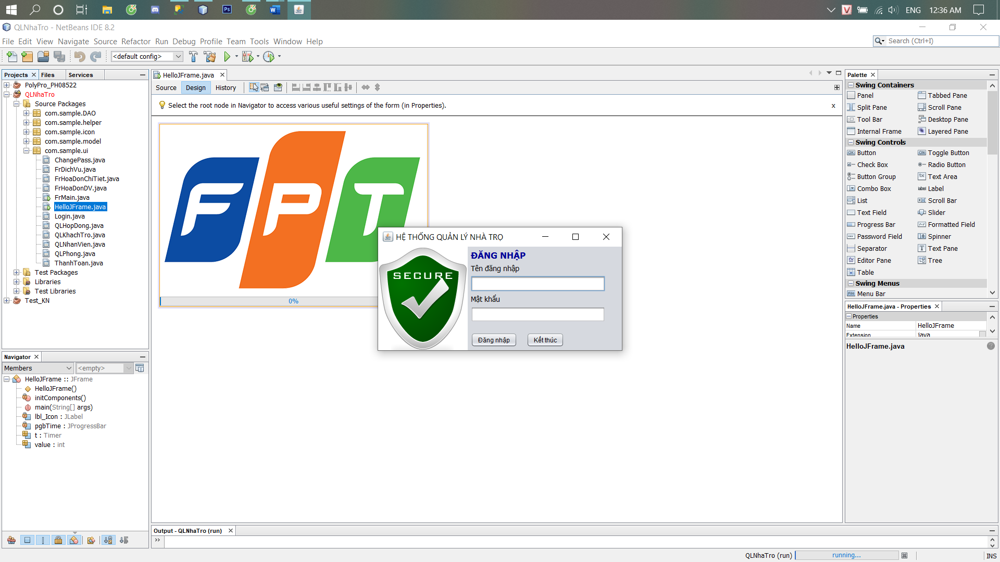 ENG 12:36 AM
QLNhaTro - NetBeans IDE 8.2
File Edit View Navigate Source Refactor Run Debug Profile Team Tools Window Help
Search (Ctrl+I)
<default config>
Projects Files Services
PolyPro_PH08522
QLNhaTro
Source Packages
com.sample.DAO
com.sample.helper
com.sample.icon
com.sample.model
com.sample.ui
ChangePass.java
FrDichVu.java
FrHoaDonChiTiet.java
FrHoaDonDV.java
FrMain.java
HelloJFrame.java
Login.java
QLHopDong.java
QLKhachTro.java
QLNhanVien.java
QLPhong.java
ThanhToan.java
Test Packages
Libraries
Test Libraries
Test_KN
Navigator
Members <empty>
HelloJFrame :: JFrame
HelloJFrame()
initComponents()
main(String[] args)
lbl_Icon : JLabel
pgbTime : JProgressBar
t : Timer
value : int
HelloJFrame.java
Source Design History
Select the root node in Navigator to access various useful settings of the form (in Properties).
x
FPT
0%
HỆ THỐNG QUẢN LÝ NHÀ TRỌ
SECURE
ĐĂNG NHẬP
Tên đăng nhập
Mật khẩu
Đăng nhập Kết thúc
Output - QLNhaTro (run)
Palette
Swing Containers
Panel Tabbed Pane
Split Pane Scroll Pane
Tool Bar Desktop Pane
Internal Frame Layered Pane
Swing Controls
Button Toggle Button
Check Box Radio Button
Button Group Text Area
Combo Box Label
List Scroll Bar
Text Field Slider
Progress Bar Formatted Field
Password Field Spinner
Separator Text Pane
Editor Pane Tree
Table
Swing Menus
Menu Bar
HelloJFrame.java - Properties
Properties
Name HelloJFrame
Extension java
HelloJFrame.java
QLNhaTro (run) running... INS